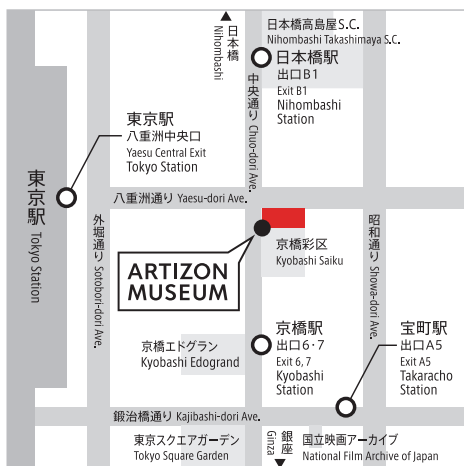 日本橋
Nihombashi
日本橋高島屋S.C.
Nihombashi Takashimaya S.C.
日本橋駅
出口B1
Exit B1
Nihombashi
Station
中央通り Chuo-dori Ave.
東京駅
八重洲中央口
Yaesu Central Exit
Tokyo Station
東京駅 Tokyo Station
外堀通り Sotobori-dori Ave.
八重洲通り Yaesu-dori Ave.
昭和通り Showa-dori Ave.
京橋彩区
Kyobashi Saiku
ARTIZON
MUSEUM
京橋エドグラン
Kyobashi Edogrand
京橋駅
出口6・7
Exit 6, 7
Kyobashi
Station
宝町駅
出口A5
Exit A5
Takaracho
Station
鍛治橋通り Kajibashi-dori Ave.
東京スクエアガーデン
Tokyo Square Garden
銀座
Ginza
国立映画アーカイブ
National Film Archive of Japan